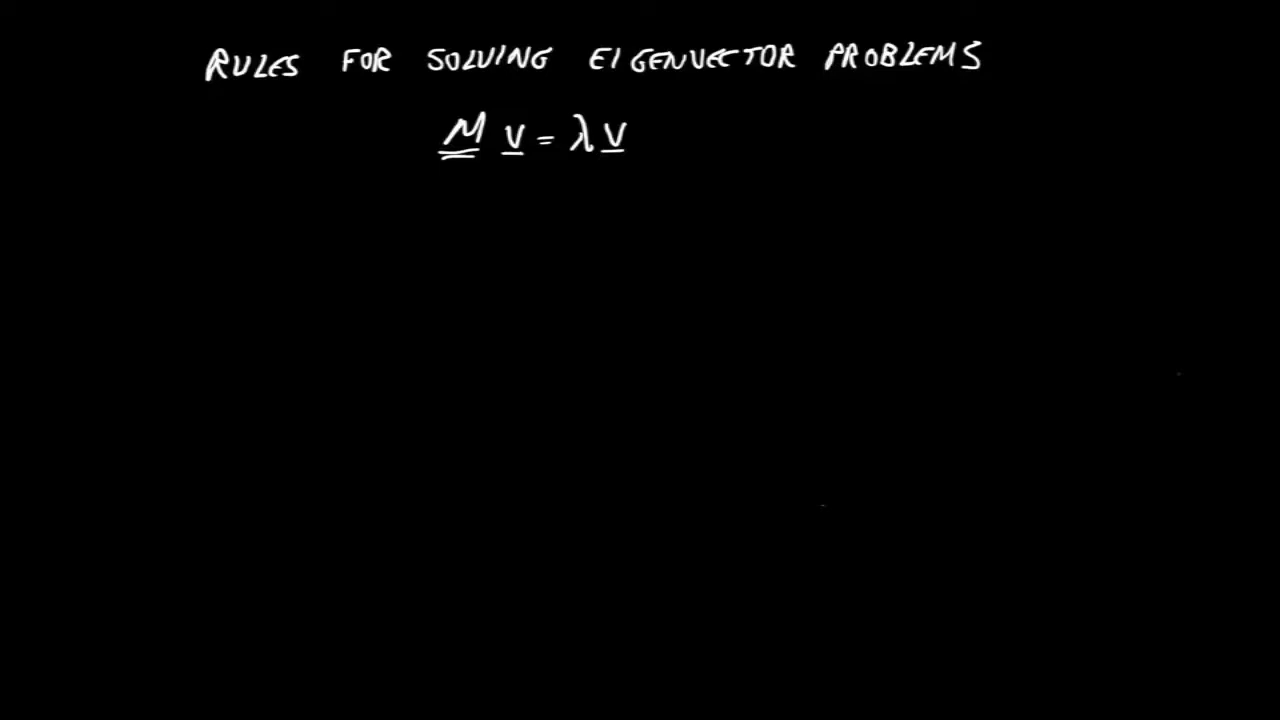 RULES FOR SOLVING EIGENVECTOR PROBLEMS
M v = λ v